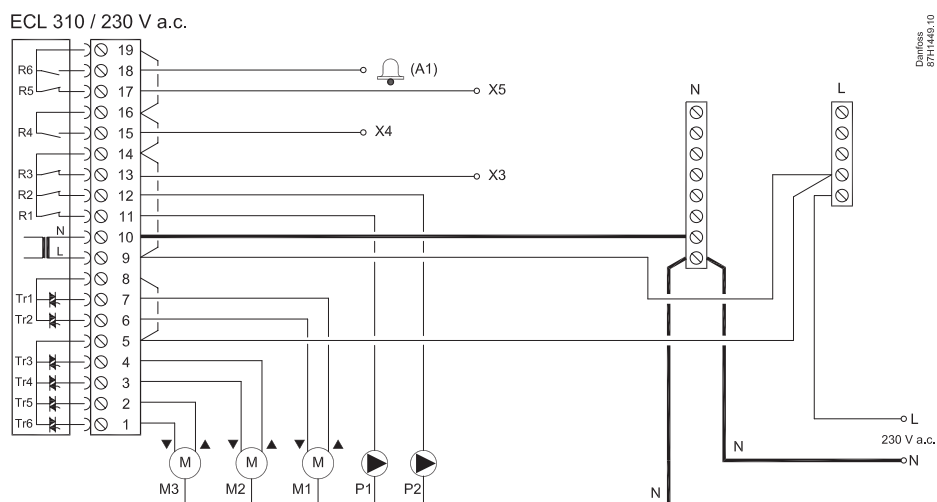 ECL 310 / 230 V a.c.
Danfoss
87H1449.10
19
R6 18 (A1)
R5 17 X5
N L
16
R4 15 X4
14
R3 13 X3
R2 12
R1 11
N 10
L 9
8
Tr1 7
Tr2 6
5
Tr3 4
Tr4 3
Tr5 2
Tr6 1
L
230 V a.c.
N N
M M M
M3 M2 M1 P1 P2
N